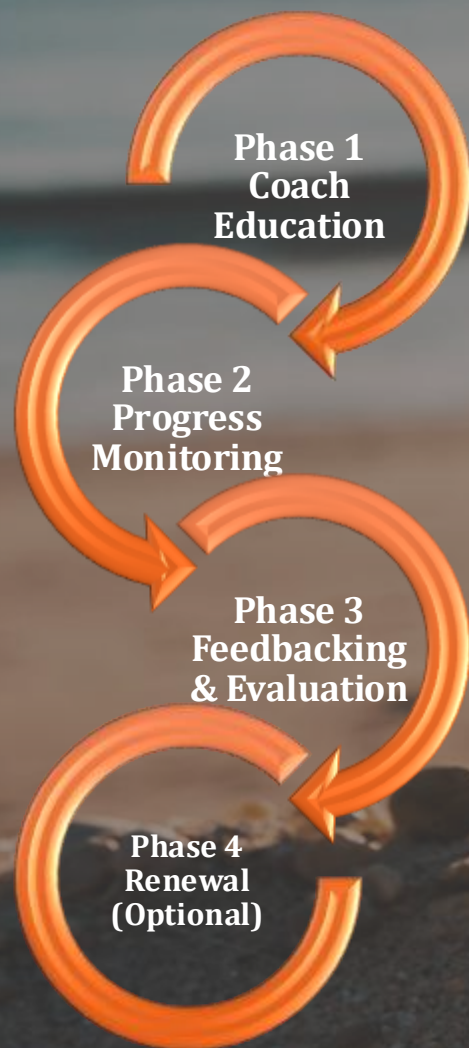 Phase 1
Coach
Education
Phase 2
Progress
Monitoring
Phase 3
Feedbacking
& Evaluation
Phase 4
Renewal
(Optional)